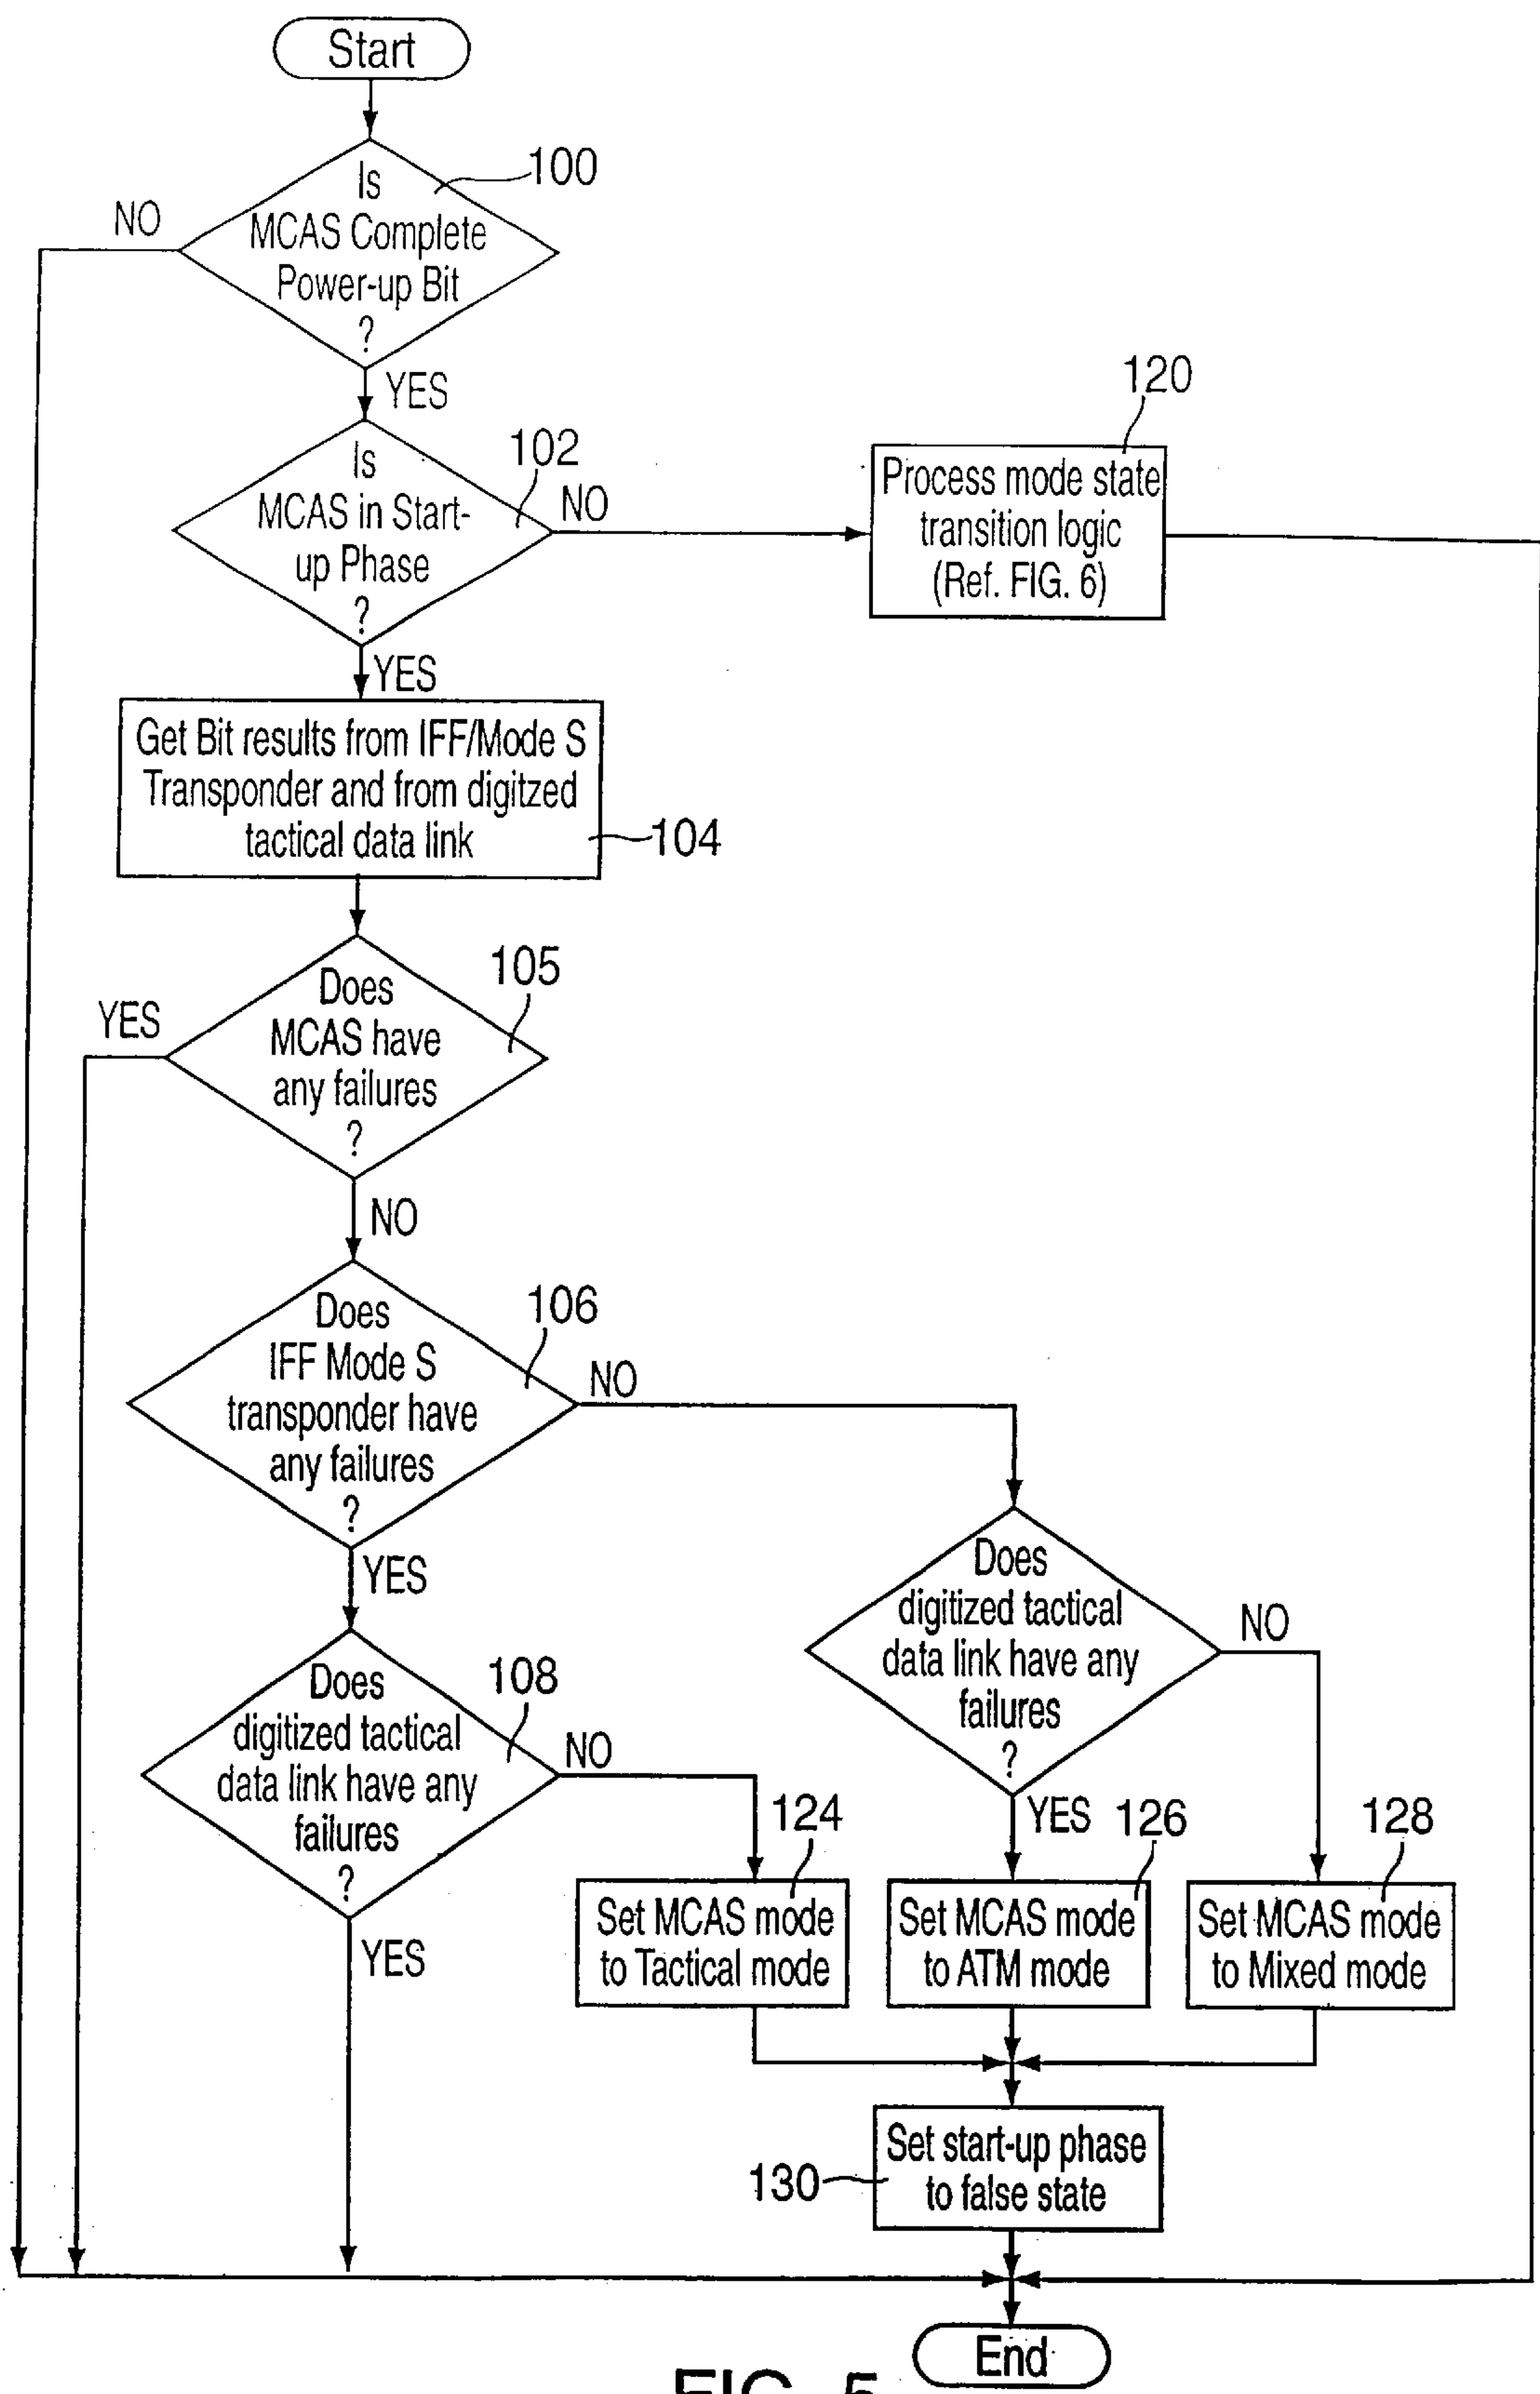 Start
100
NO
Is
MCAS Complete
Power-up Bit
?
YES
120
102
Is
MCAS in Start-
up Phase
?
NO
Process mode state
transition logic
(Ref. FIG. 6)
YES
Get Bit results from IFF/Mode S
Transponder and from digitzed
tactical data link
104
105
YES
Does
MCAS have
any failures
?
NO
106
Does
IFF Mode S
transponder have
any failures
?
NO
YES
Does
digitized tactical
data link have any
failures
?
NO
108
Does
digitized tactical
data link have any
failures
?
NO
YES
124
YES
126
128
Set MCAS mode
to Tactical mode
Set MCAS mode
to ATM mode
Set MCAS mode
to Mixed mode
130
Set start-up phase
to false state
End
FIG. 5